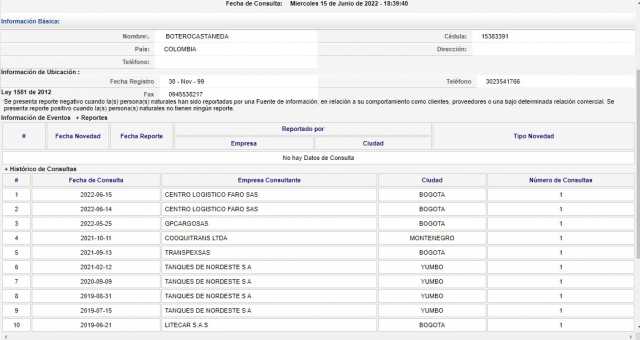 Fecha de Consulta: Miercoles 15 de Junio de 2022 - 18:39:40
Información Básica:
Nombre:. BOTEROCASTAÑEDA Cédula: 15383391
País: COLOMBIA Dirección:
Teléfono:
Información de Ubicación :
Fecha Registro 30 - Nov - 99 Teléfono 3023541766
Ley 1581 de 2012 Fax 0945536217
Se presenta reporte negativo cuando la(s) persona(s) naturales han sido reportadas por una Fuente de información, en relación a su comportamiento como clientes, proveedores o una bajo determinada relación comercial. Se
presenta reporte positivo cuando la(s) persona(s) naturales no tienen ningún reporte.
Información de Eventos + Reportes
# Fecha Novedad Fecha Reporte Reportado por Tipo Novedad
Empresa Ciudad
No hay Datos de Consulta
+ Histórico de Consultas
# Fecha de Consulta Empresa Consultante Ciudad Número de Consultas
1 2022-06-15 CENTRO LOGISTICO FARO SAS BOGOTA 1
2 2022-06-14 CENTRO LOGISTICO FARO SAS BOGOTA 1
3 2022-05-25 GPCARGOSAS BOGOTA 1
4 2021-10-11 COOQUITRANS LTDA MONTENEGRO 1
5 2021-09-13 TRANSPEXSAS BOGOTA 1
6 2021-02-12 TANQUES DE NORDESTE S A YUMBO 1
7 2020-09-09 TANQUES DE NORDESTE S A YUMBO 1
8 2019-08-31 TANQUES DE NORDESTE S A YUMBO 1
9 2019-07-15 TANQUES DE NORDESTE S A YUMBO 1
10 2019-06-21 LITECAR S.A.S BOGOTA 1